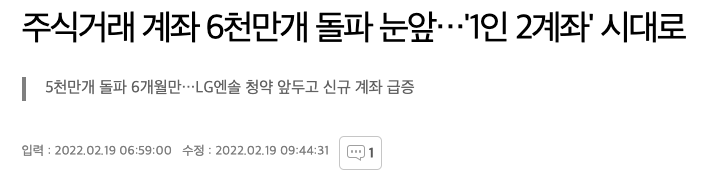 주식거래 계좌 6천만개 돌파 눈앞…'1인 2계좌' 시대로
5천만개 돌파 6개월만…LG엔솔 청약 앞두고 신규 계좌 급증
입력 : 2022.02.19 06:59:00 수정 : 2022.02.19 09:44:31 1